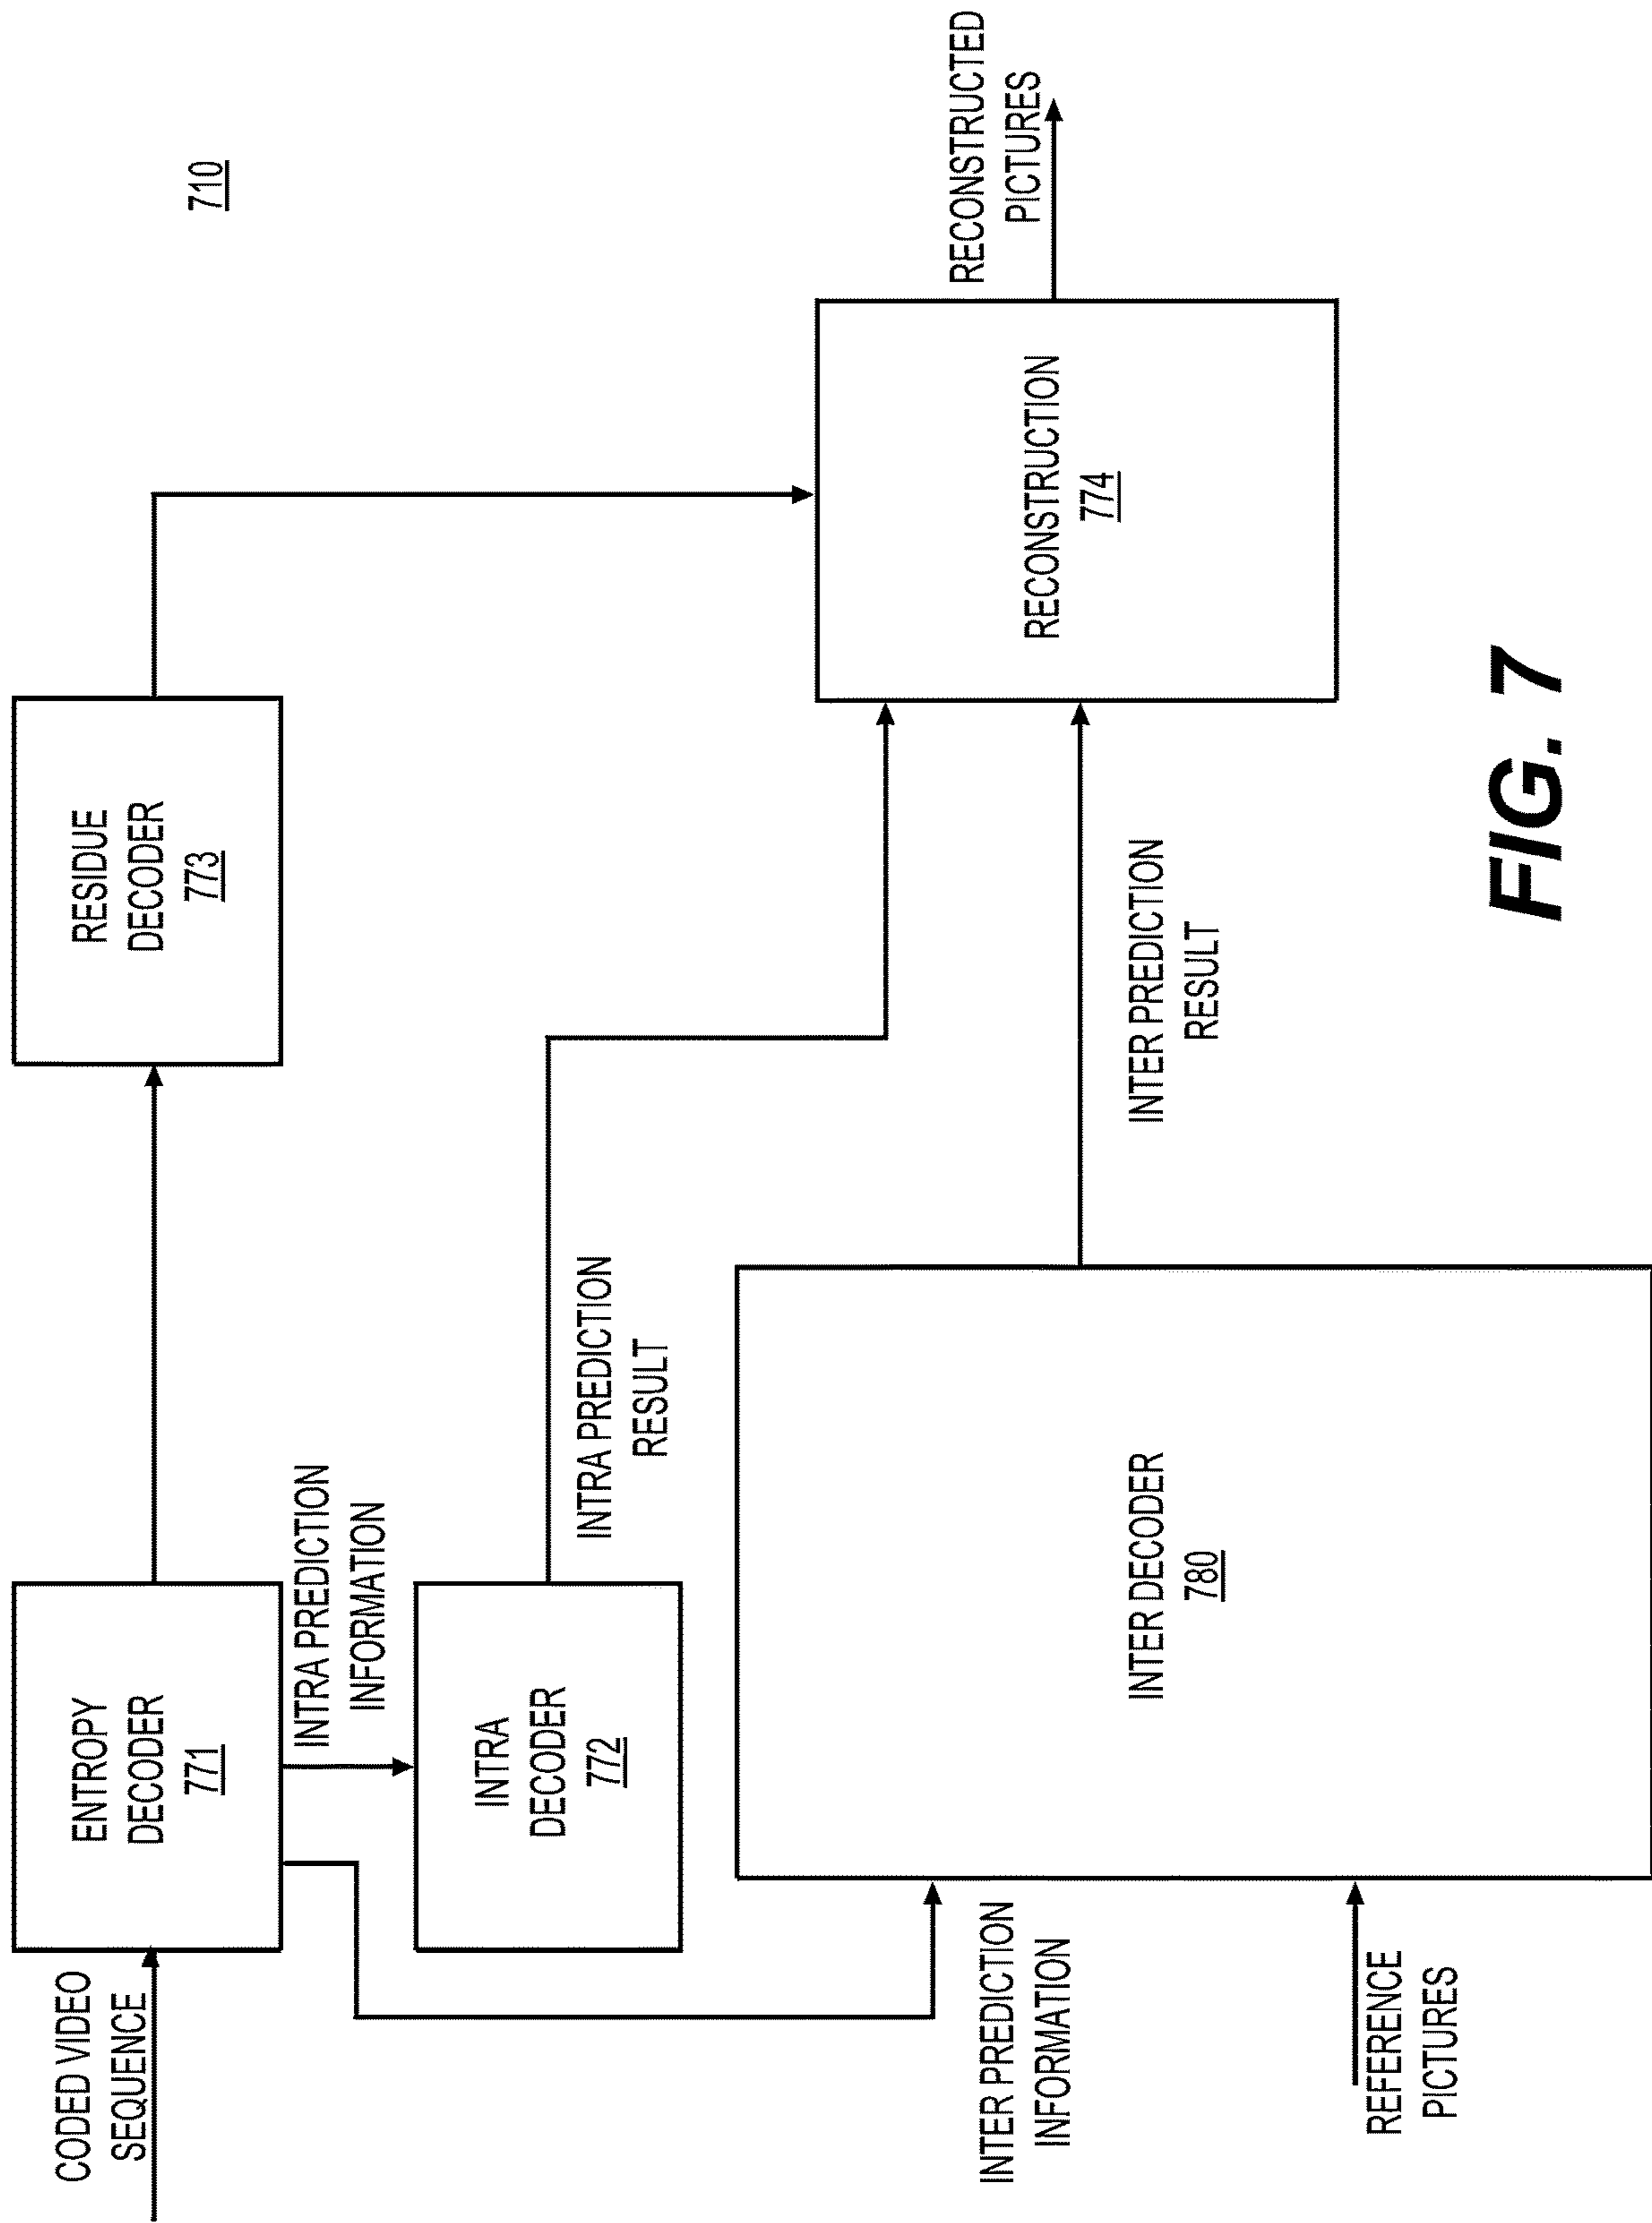 710
CODED VIDEO
SEQUENCE
ENTROPY
DECODER
771
RESIDUE
DECODER
773
INTRA PREDICTION
INFORMATION
INTRA
DECODER
772
INTRA PREDICTION
RESULT
RECONSTRUCTED
PICTURES
RECONSTRUCTION
774
INTER PREDICTION
INFORMATION
INTER DECODER
780
INTER PREDICTION
RESULT
REFERENCE
PICTURES
FIG. 7